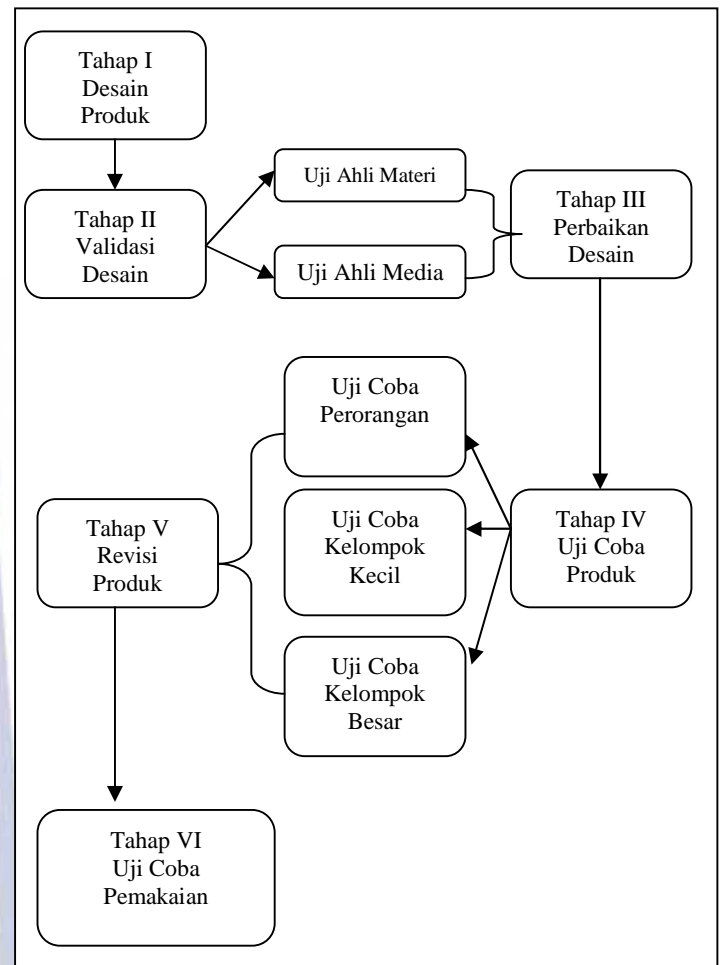 Tahap I
Desain
Produk
Tahap II
Validasi
Desain
Uji Ahli Materi
Uji Ahli Media
Tahap III
Perbaikan
Desain
Tahap IV
Uji Coba
Produk
Uji Coba
Perorangan
Uji Coba
Kelompok
Kecil
Uji Coba
Kelompok
Besar
Tahap V
Revisi
Produk
Tahap VI
Uji Coba
Pemakaian